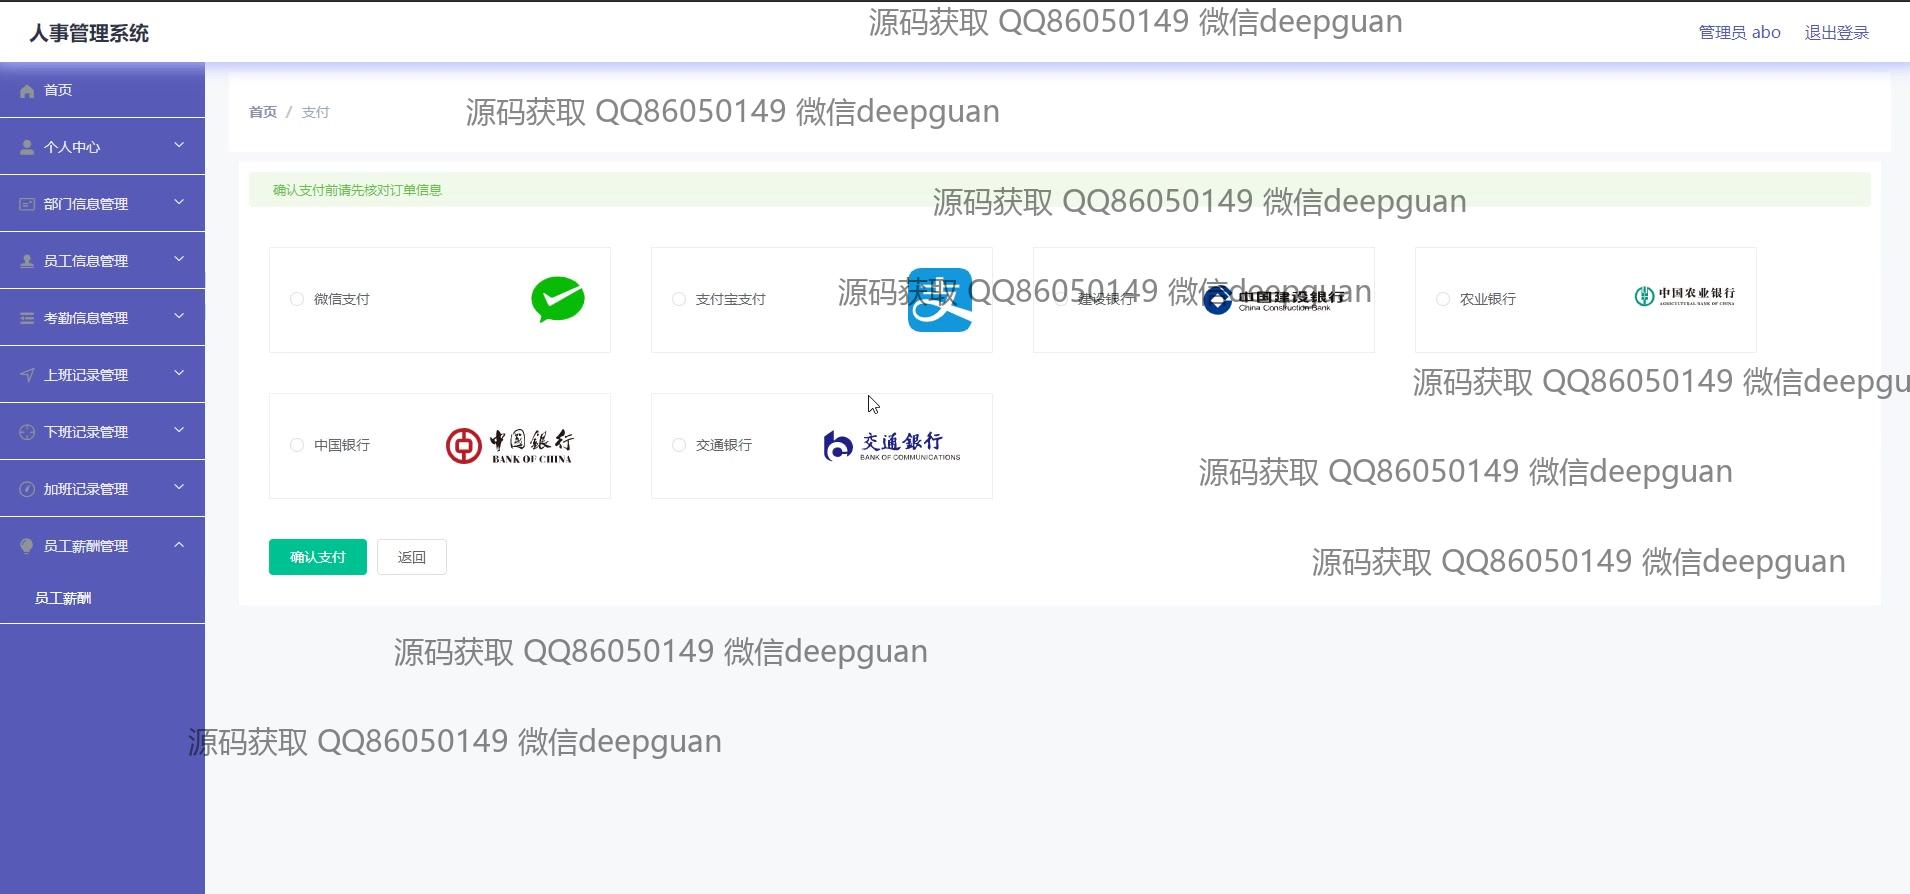 人事管理系统
源码获取 QQ86050149 微信deepguan
管理员 abo
退出登录
首页
个人中心
部门信息管理
员工信息管理
考勤信息管理
上班记录管理
下班记录管理
加班记录管理
员工薪酬管理
员工薪酬
首页 / 支付
源码获取 QQ86050149 微信deepguan
确认支付前请先核对订单信息
源码获取 QQ86050149 微信deepguan
微信支付
支付宝支付
支
源码获取 QQ86050149 微信deepguan
建设银行
中国建设银行
China Construction Bank
农业银行
中国农业银行
AGRICULTURAL BANK OF CHINA
源码获取 QQ86050149 微信deepgu
中国银行
中国銀行
BANK OF CHINA
交通银行
交通銀行
BANK OF COMMUNICATIONS
源码获取 QQ86050149 微信deepguan
确认支付
返回
源码获取 QQ86050149 微信deepguan
源码获取 QQ86050149 微信deepguan
源码获取 QQ86050149 微信deepguan